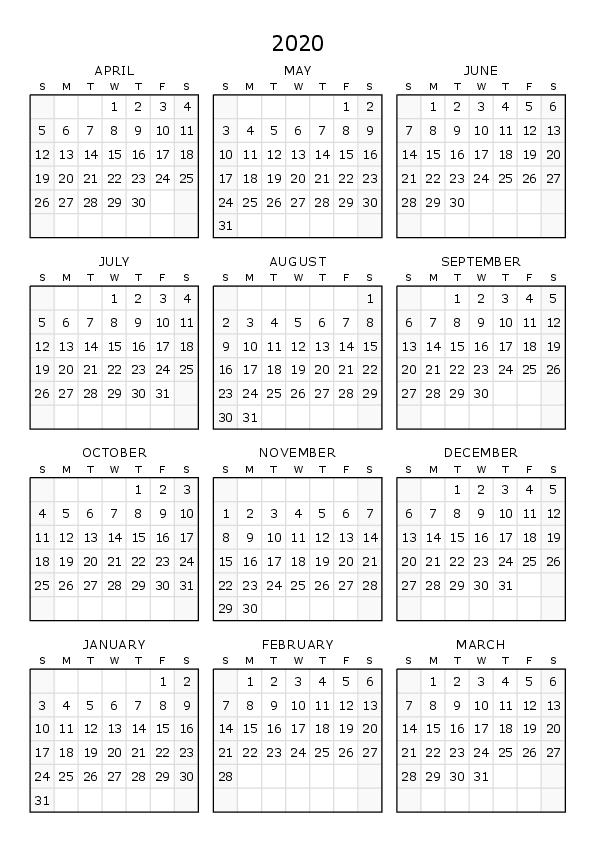 2020
APRIL MAY JUNE
S M T W T F S S M T W T F S S M T W T F S
1 2 3 4 1 2 1 2 3 4 5 6
5 6 7 8 9 10 11 3 4 5 6 7 8 9 7 8 9 10 11 12 13
12 13 14 15 16 17 18 10 11 12 13 14 15 16 14 15 16 17 18 19 20
19 20 21 22 23 24 25 17 18 19 20 21 22 23 21 22 23 24 25 26 27
26 27 28 29 30 24 25 26 27 28 29 30 28 29 30
31
JULY AUGUST SEPTEMBER
S M T W T F S S M T W T F S S M T W T F S
1 2 3 4 1 1 2 3 4 5
5 6 7 8 9 10 11 2 3 4 5 6 7 8 6 7 8 9 10 11 12
12 13 14 15 16 17 18 9 10 11 12 13 14 15 13 14 15 16 17 18 19
19 20 21 22 23 24 25 16 17 18 19 20 21 22 20 21 22 23 24 25 26
26 27 28 29 30 31 23 24 25 26 27 28 29 27 28 29 30
30 31
OCTOBER NOVEMBER DECEMBER
S M T W T F S S M T W T F S S M T W T F S
1 2 3 1 2 3 4 5
4 5 6 7 8 9 10 1 2 3 4 5 6 7 6 7 8 9 10 11 12
11 12 13 14 15 16 17 8 9 10 11 12 13 14 13 14 15 16 17 18 19
18 19 20 21 22 23 24 15 16 17 18 19 20 21 20 21 22 23 24 25 26
25 26 27 28 29 30 31 22 23 24 25 26 27 28 27 28 29 30 31
29 30
JANUARY FEBRUARY MARCH
S M T W T F S S M T W T F S S M T W T F S
1 2 1 2 3 4 5 6 1 2 3 4 5 6
3 4 5 6 7 8 9 7 8 9 10 11 12 13 7 8 9 10 11 12 13
10 11 12 13 14 15 16 14 15 16 17 18 19 20 14 15 16 17 18 19 20
17 18 19 20 21 22 23 21 22 23 24 25 26 27 21 22 23 24 25 26 27
24 25 26 27 28 29 30 28 28 29 30 31
31